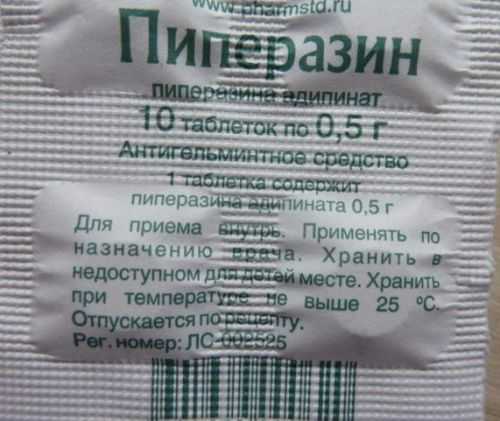 www.pharmstd.ru
Пиперазин
пиперазина адипинат
10 таблеток по 0,5 г
Антигельминтное средство
1 таблетка содержит
пиперазина адипината 0,5 г
Для приема внутрь. Применять по
назначению врача. Хранить в
недоступном для детей месте. Хранить
при температуре не выше 25 °С.
Отпускается по рецепту.
Рег. номер: ЛС-002525